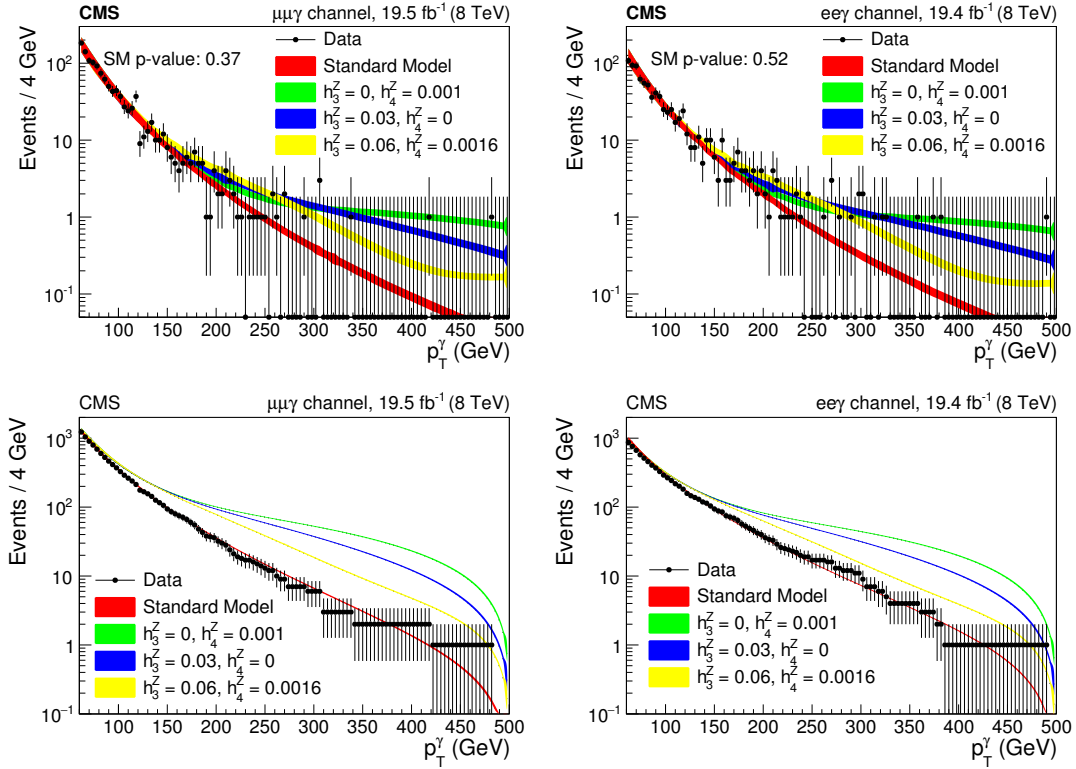 CMS μμγ channel, 19.5 fb⁻¹ (8 TeV)
Events / 4 GeV
SM p-value: 0.37
Data
Standard Model
h₃ᶻ = 0, h₄ᶻ = 0.001
h₃ᶻ = 0.03, h₄ᶻ = 0
h₃ᶻ = 0.06, h₄ᶻ = 0.0016
10²
10
1
10⁻¹
100 150 200 250 300 350 400 450 500
p_T^γ (GeV)
CMS eeγ channel, 19.4 fb⁻¹ (8 TeV)
Events / 4 GeV
SM p-value: 0.52
Data
Standard Model
h₃ᶻ = 0, h₄ᶻ = 0.001
h₃ᶻ = 0.03, h₄ᶻ = 0
h₃ᶻ = 0.06, h₄ᶻ = 0.0016
10²
10
1
10⁻¹
100 150 200 250 300 350 400 450 500
p_T^γ (GeV)
CMS μμγ channel, 19.5 fb⁻¹ (8 TeV)
Events / 4 GeV
10³
10²
10
1
10⁻¹
Data
Standard Model
h₃ᶻ = 0, h₄ᶻ = 0.001
h₃ᶻ = 0.03, h₄ᶻ = 0
h₃ᶻ = 0.06, h₄ᶻ = 0.0016
100 150 200 250 300 350 400 450 500
p_T^γ (GeV)
CMS eeγ channel, 19.4 fb⁻¹ (8 TeV)
Events / 4 GeV
10³
10²
10
1
10⁻¹
Data
Standard Model
h₃ᶻ = 0, h₄ᶻ = 0.001
h₃ᶻ = 0.03, h₄ᶻ = 0
h₃ᶻ = 0.06, h₄ᶻ = 0.0016
100 150 200 250 300 350 400 450 500
p_T^γ (GeV)